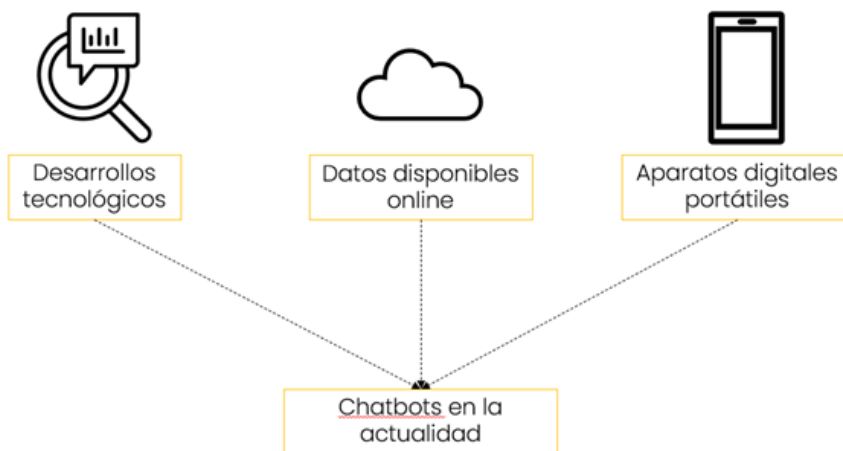 Desarrollos
tecnológicos
Datos disponibles
online
Aparatos digitales
portátiles
Chatbots en la
actualidad